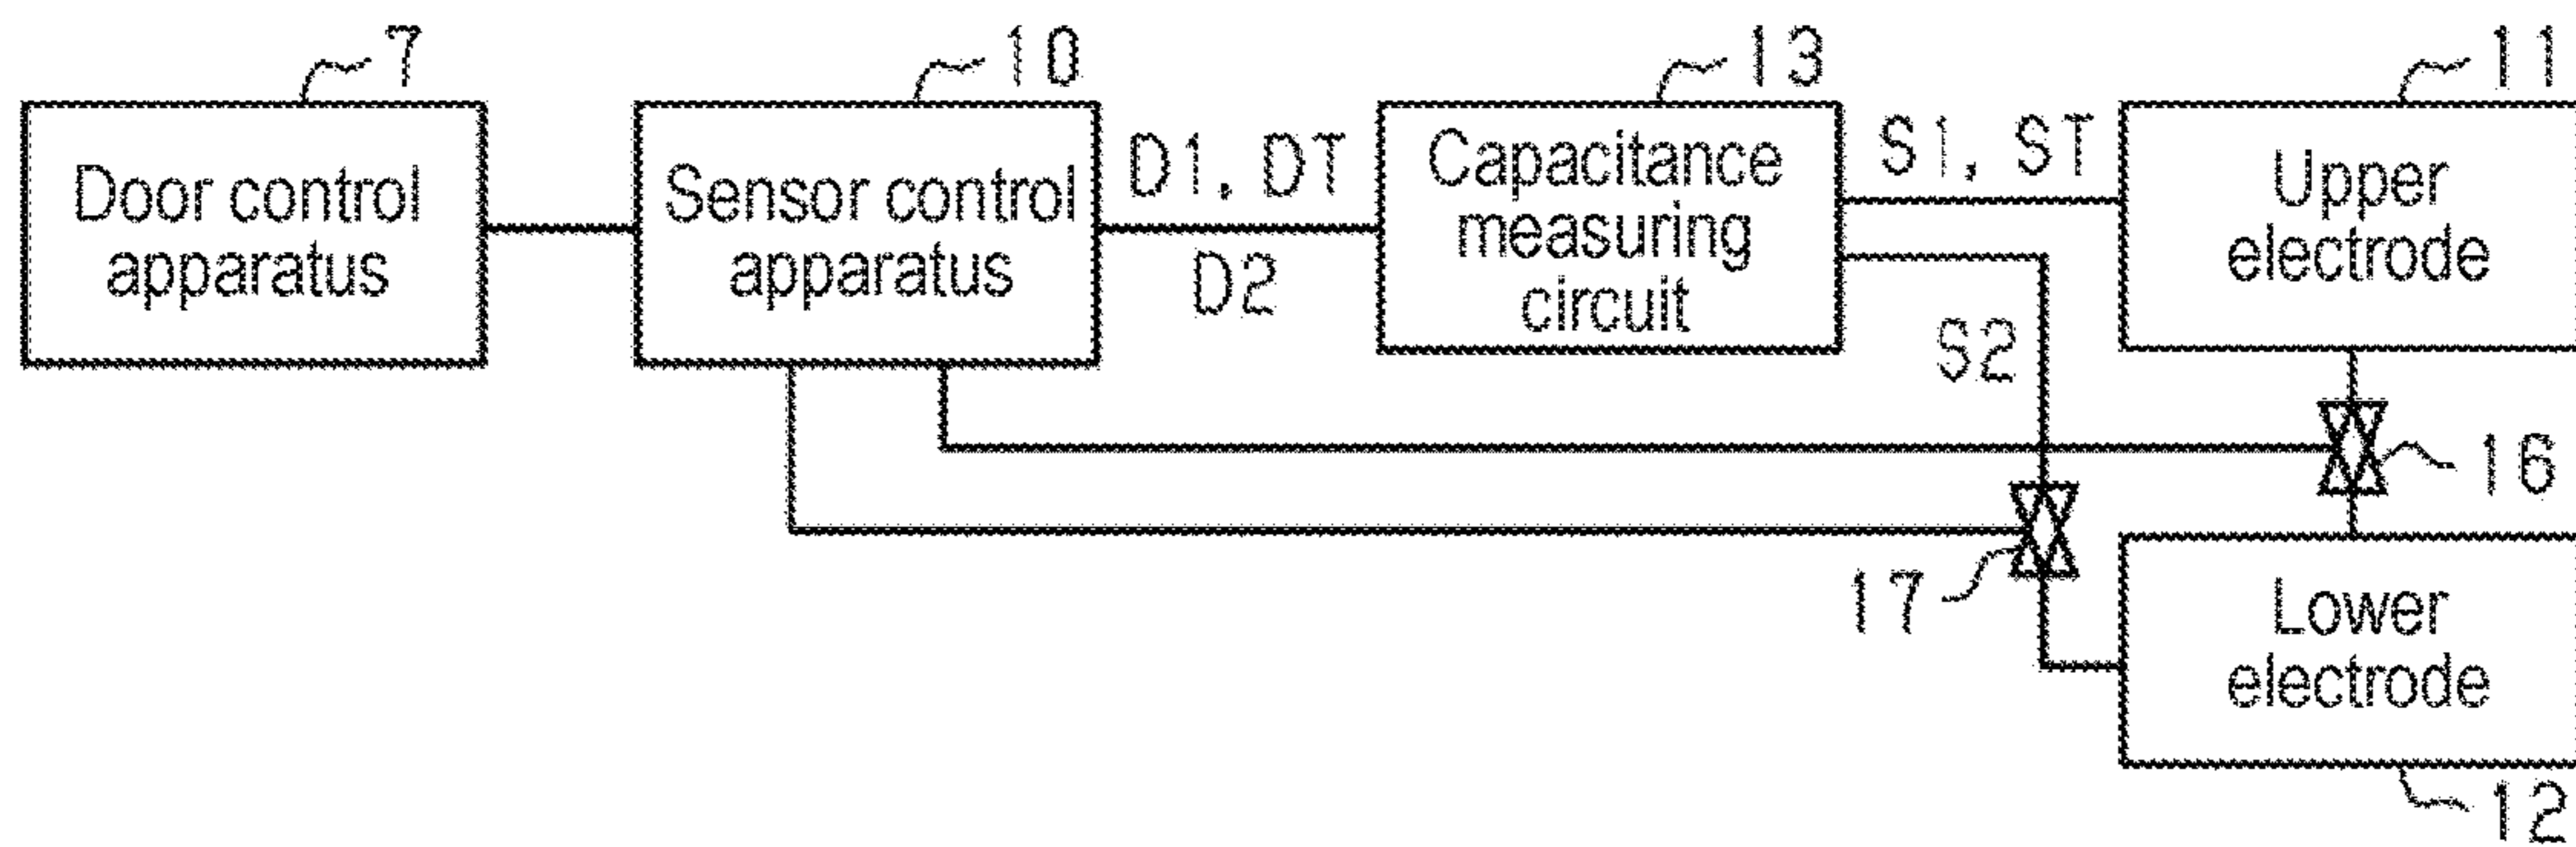 7
10
13
11
Door control
apparatus
Sensor control
apparatus
D1, DT
D2
Capacitance
measuring
circuit
S1, ST
S2
Upper
electrode
16
17
Lower
electrode
12